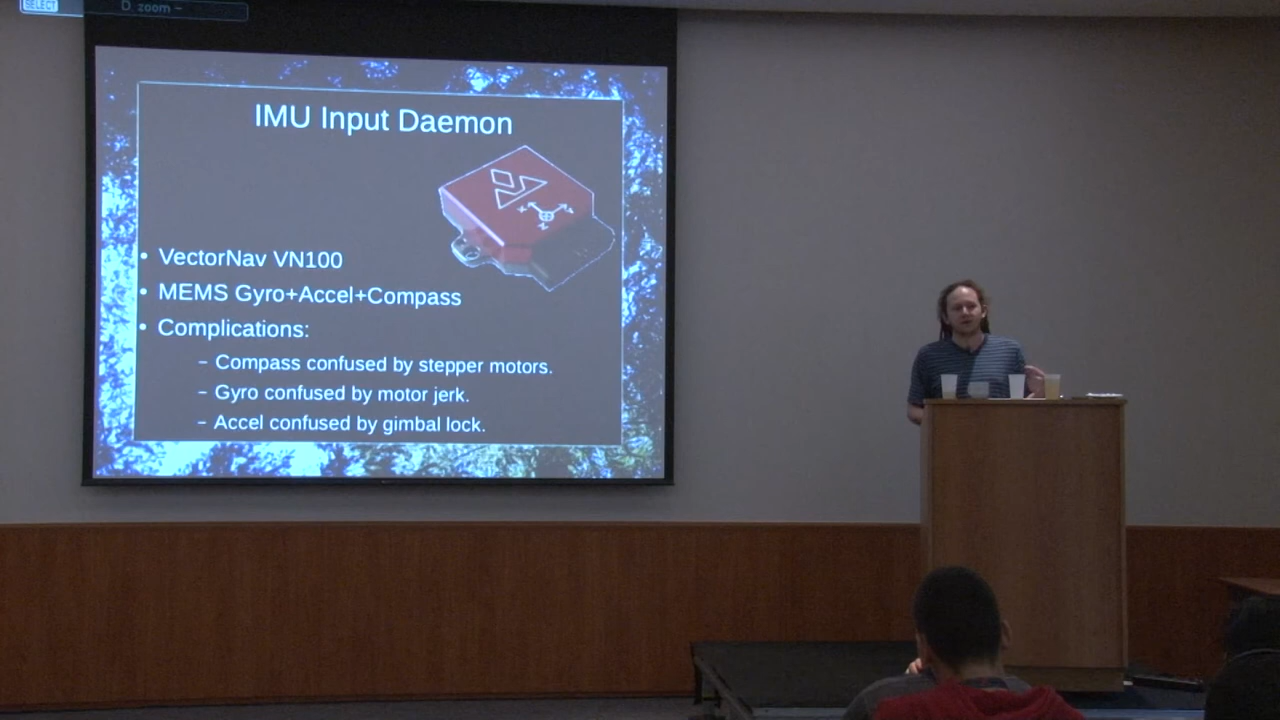 SELECT
D. zoom −
IMU Input Daemon
• VectorNav VN100
• MEMS Gyro+Accel+Compass
• Complications:
– Compass confused by stepper motors.
– Gyro confused by motor jerk.
– Accel confused by gimbal lock.